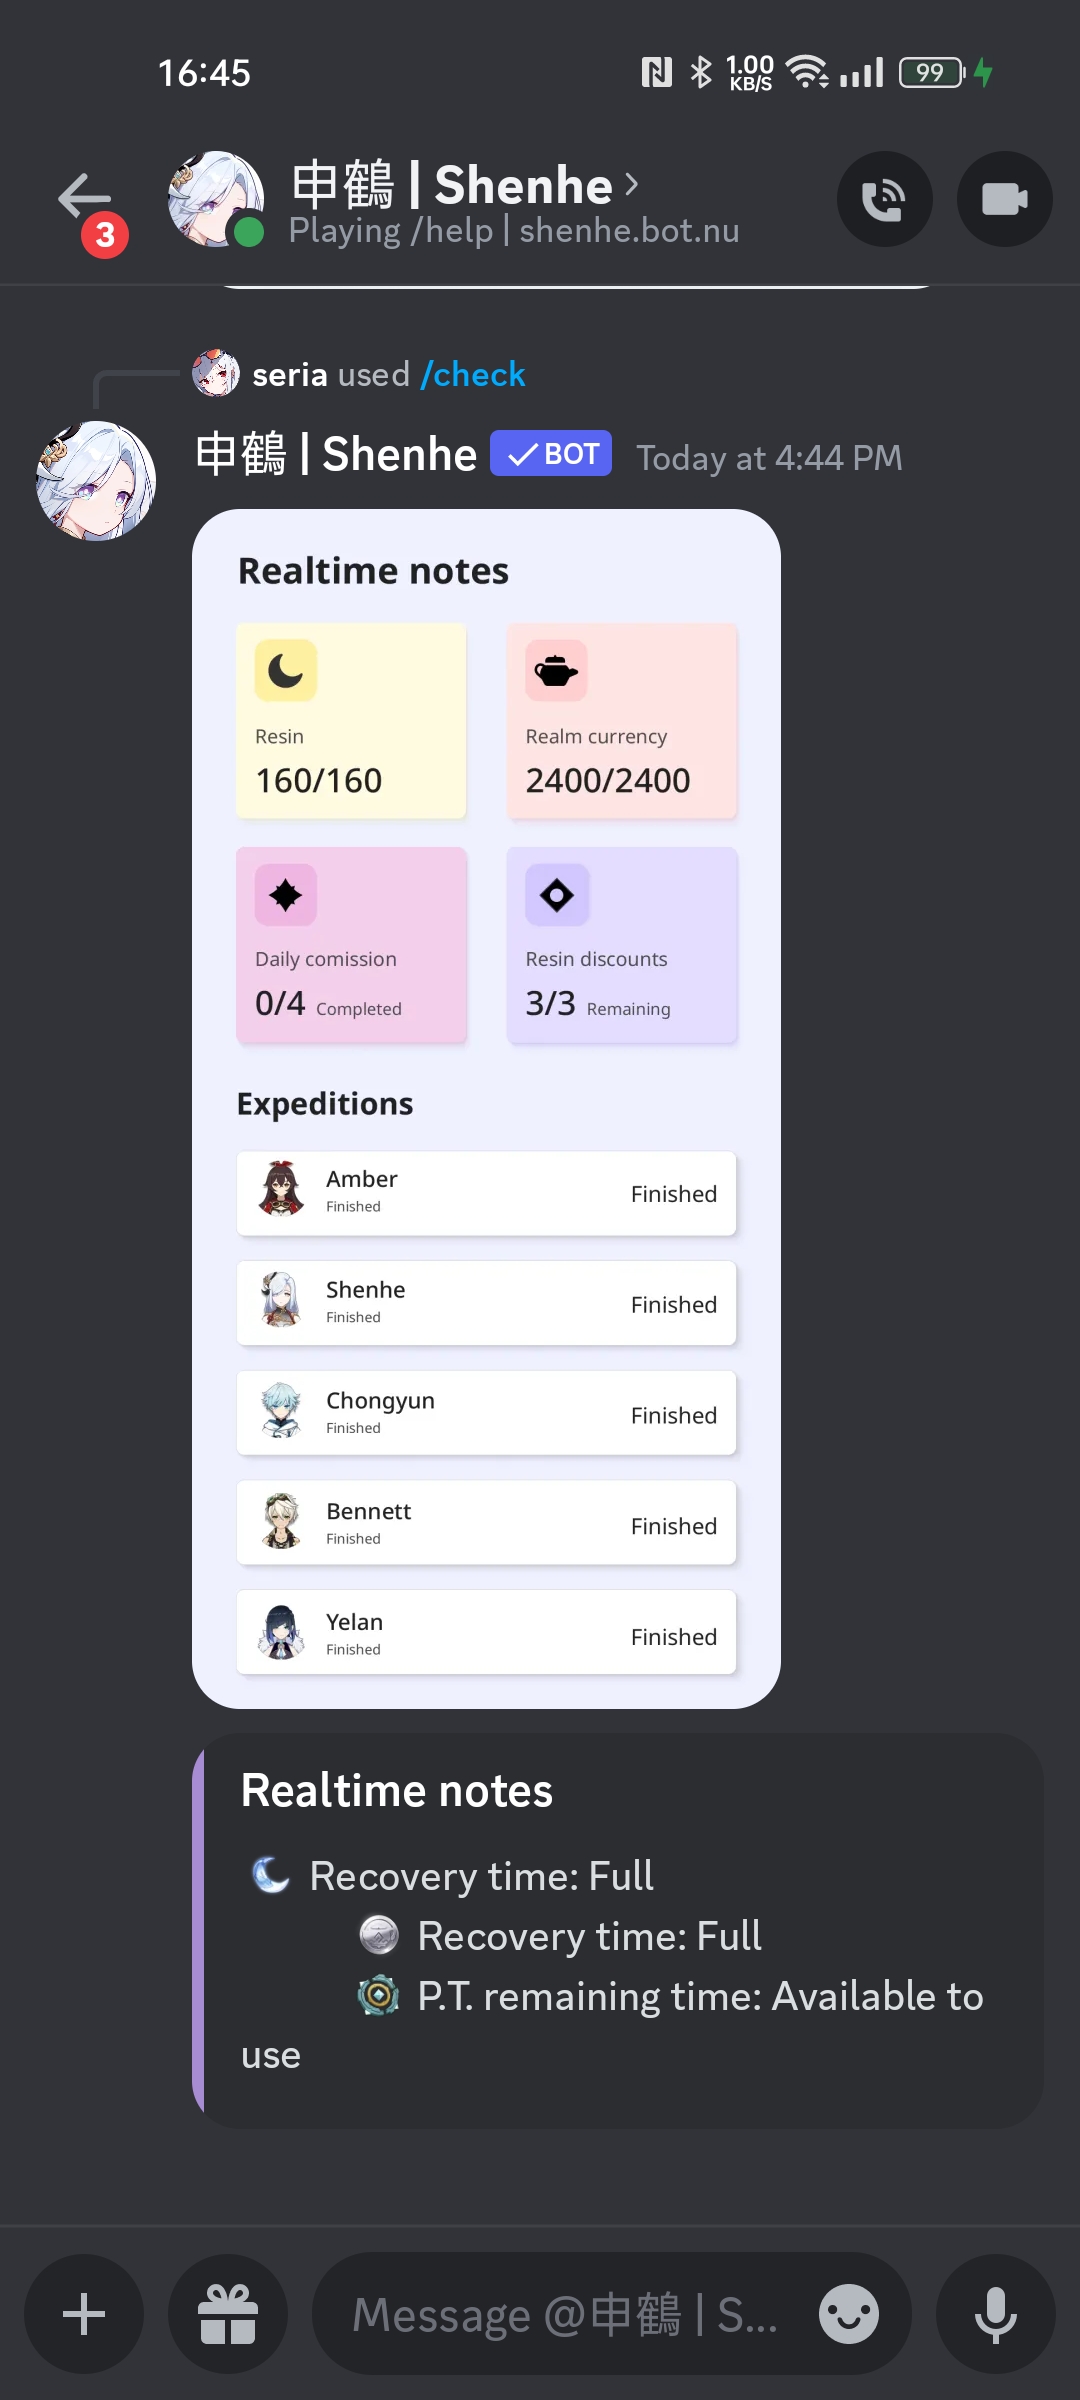 16:45
1.00
KB/S
99
申鶴 | Shenhe
Playing /help | shenhe.bot.nu
3
seria used /check
申鶴 | Shenhe BOT Today at 4:44 PM
Realtime notes
Resin
160/160
Realm currency
2400/2400
Daily comission
0/4 Completed
Resin discounts
3/3 Remaining
Expeditions
Amber
Finished
Finished
Shenhe
Finished
Finished
Chongyun
Finished
Finished
Bennett
Finished
Finished
Yelan
Finished
Finished
Realtime notes
Recovery time: Full
Recovery time: Full
P.T. remaining time: Available to
use
Message @申鶴 | S...